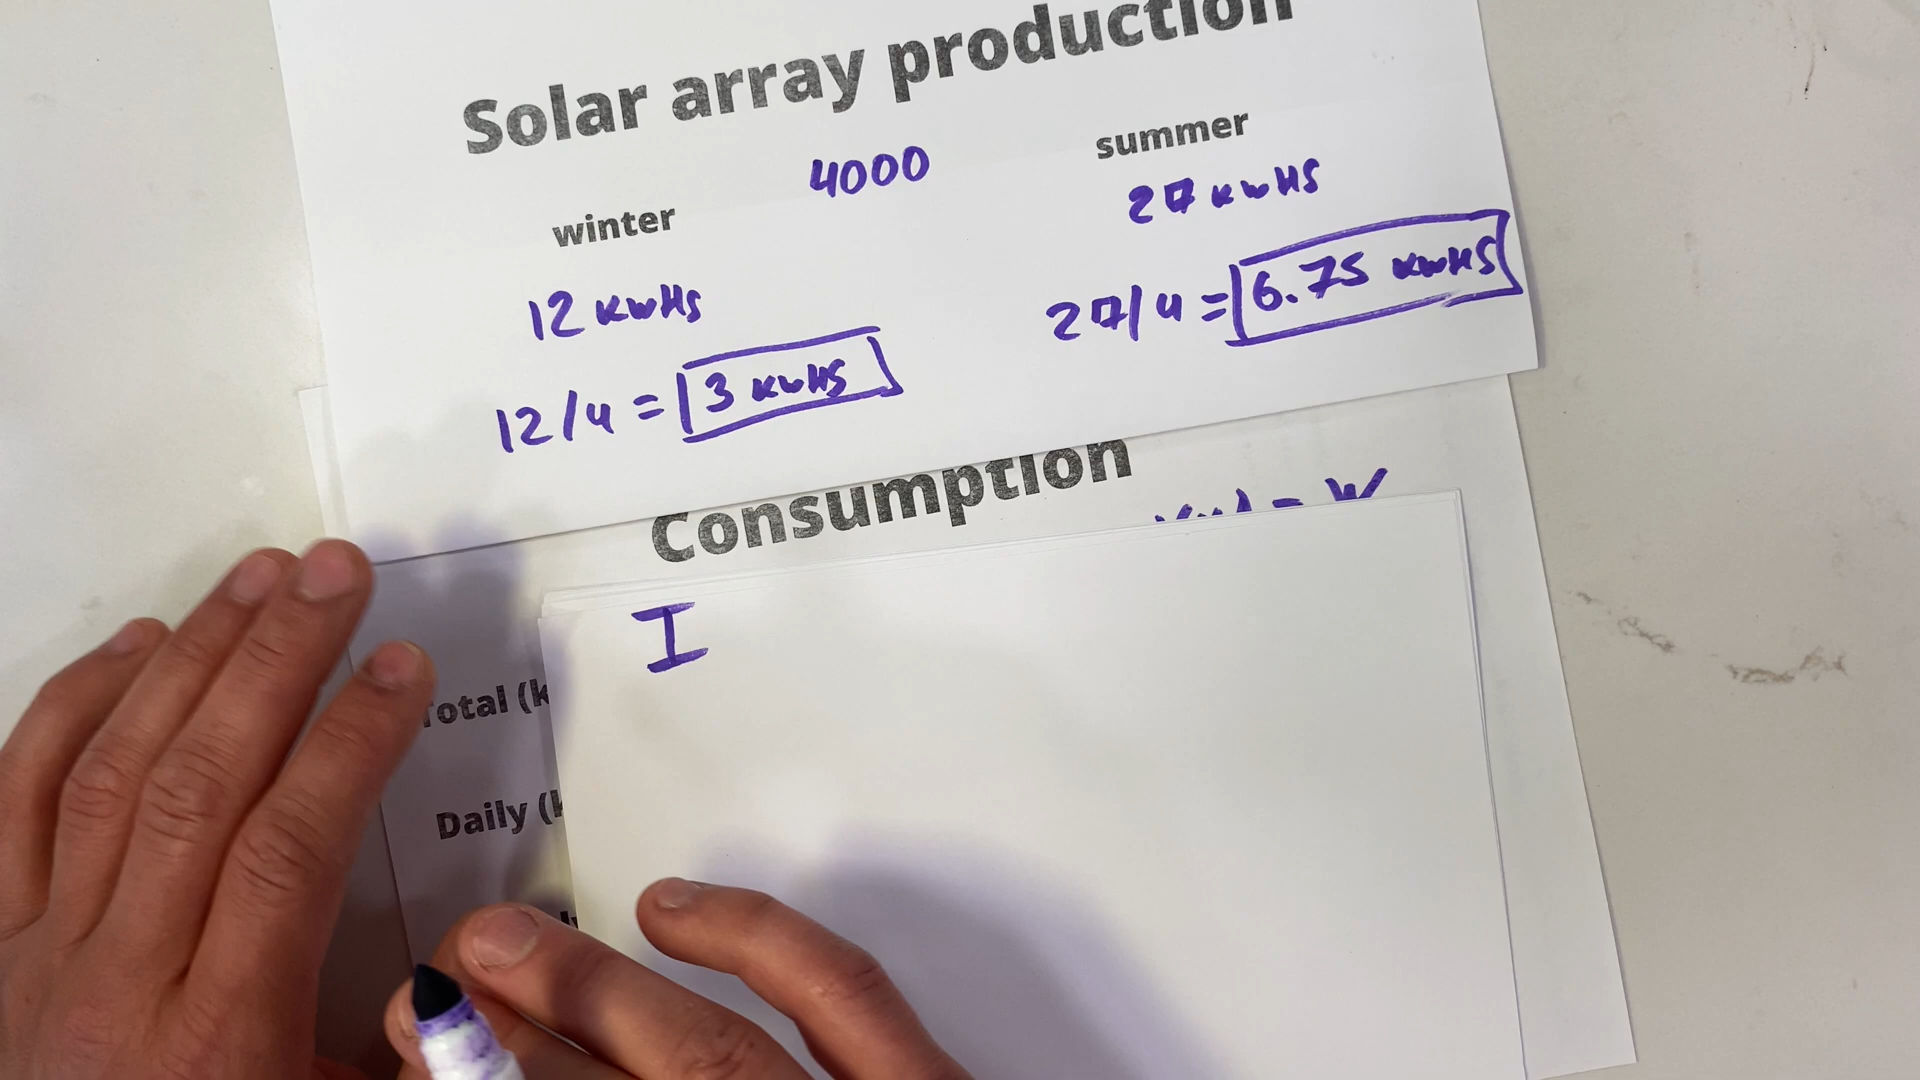 Solar array production
4000
winter
summer
12 KWHS
27 KWHS
12/4 = 3 KWHS
27/4 = 6.75 KWHS
Consumption
I
Total (k
Daily (k